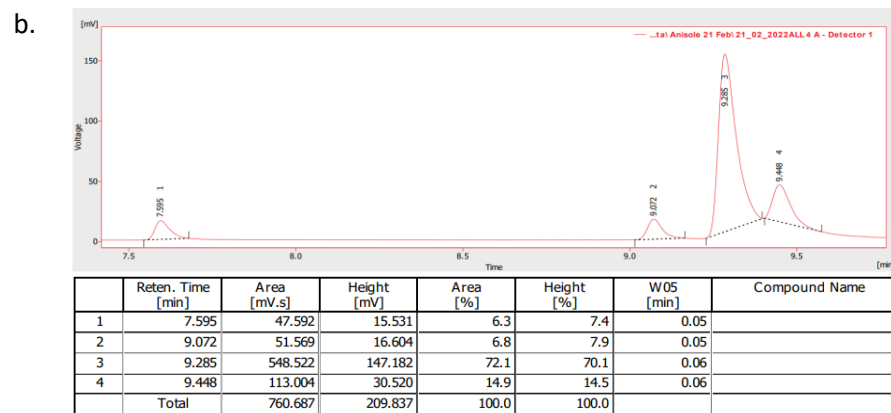 b.
[mV]
...ta\ Anisole 21 Feb\ 21_02_2022ALL 4 A - Detector 1
150
100
50
0
Voltage
7.595 1
9.072 2
9.285 3
9.448 4
7.5 8.0 8.5 9.0 9.5
Time
[min
Reten. Time Area Height Area Height W05 Compound Name
[min] [mV.s] [mV] [%] [%] [min]
1 7.595 47.592 15.531 6.3 7.4 0.05
2 9.072 51.569 16.604 6.8 7.9 0.05
3 9.285 548.522 147.182 72.1 70.1 0.06
4 9.448 113.004 30.520 14.9 14.5 0.06
Total 760.687 209.837 100.0 100.0